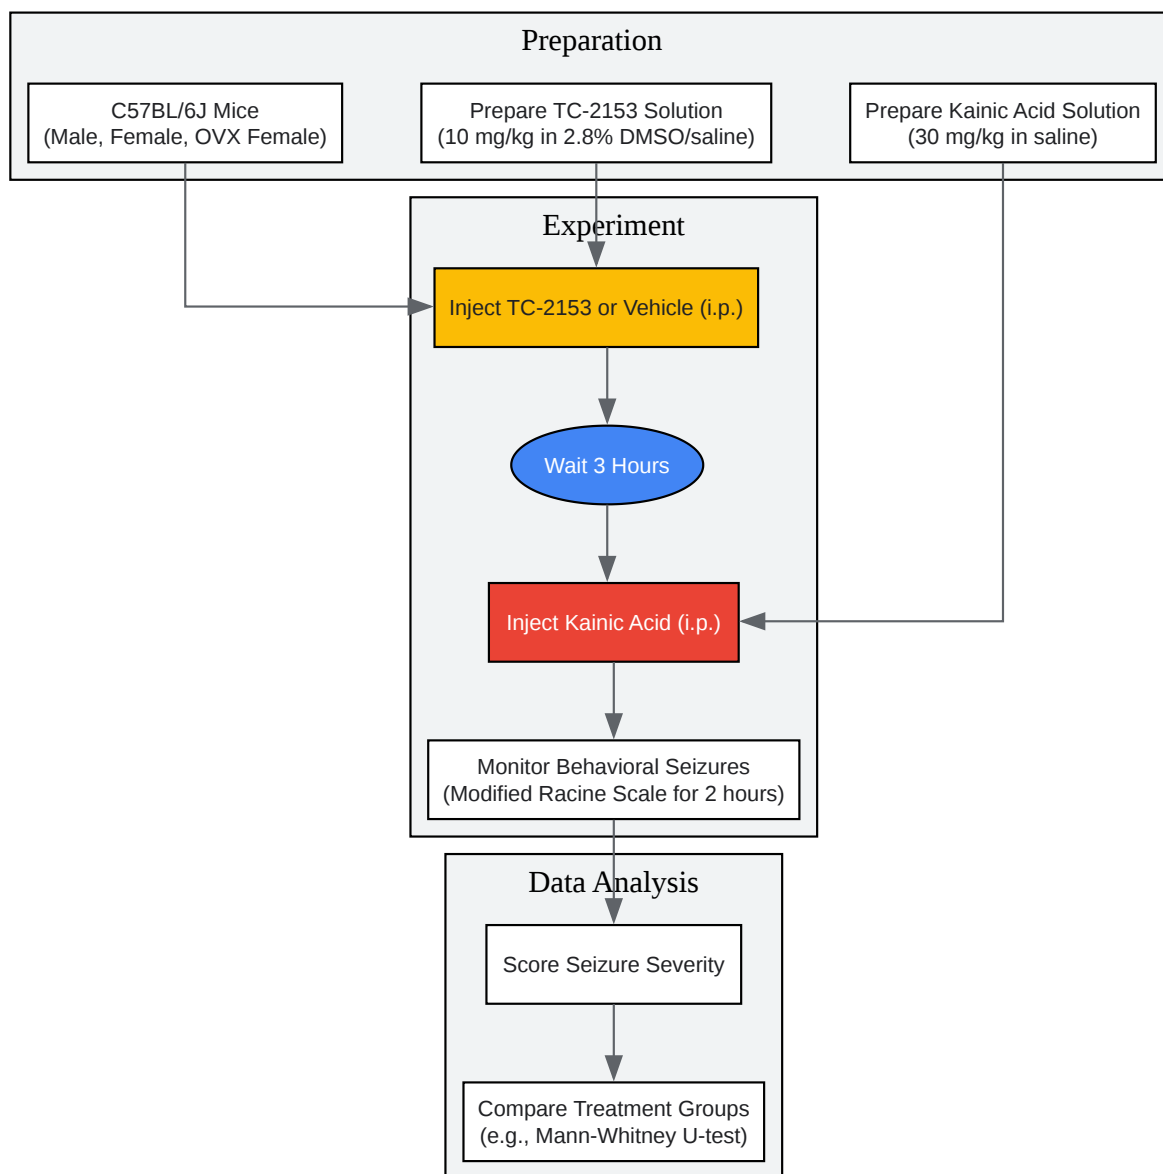 Preparation
C57BL/6J Mice
(Male, Female, OVX Female)
Prepare TC-2153 Solution
(10 mg/kg in 2.8% DMSO/saline)
Prepare Kainic Acid Solution
(30 mg/kg in saline)
Experiment
Inject TC-2153 or Vehicle (i.p.)
Wait 3 Hours
Inject Kainic Acid (i.p.)
Monitor Behavioral Seizures
(Modified Racine Scale for 2 hours)
Data Analysis
Score Seizure Severity
Compare Treatment Groups
(e.g., Mann-Whitney U-test)